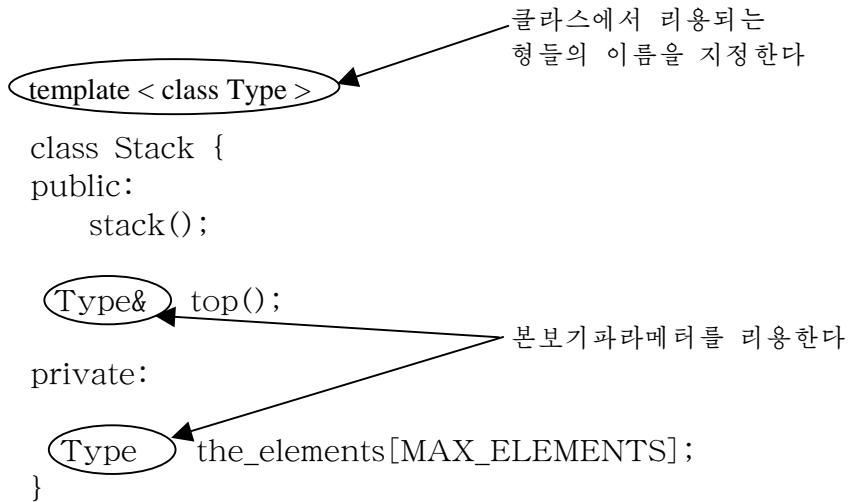 클라스에서 리용되는
형들의 이름을 지정한다
template < class Type >
class Stack {
public:
stack();
Type& top();
본보기파라메터를 리용한다
private:
Type the_elements[MAX_ELEMENTS];
}